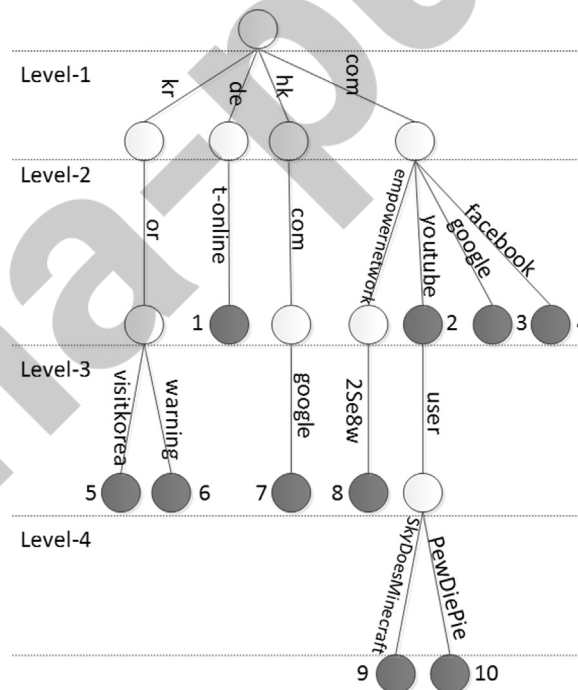 Level-1
kr
de
hk
com
Level-2
or
t-online
com
empowernetwork
youtube
google
facebook
1
2
3
Level-3
visitkorea
warning
google
2Se8w
user
5
6
7
8
Level-4
SkyDoesMinecraft
PewDiePie
9
10